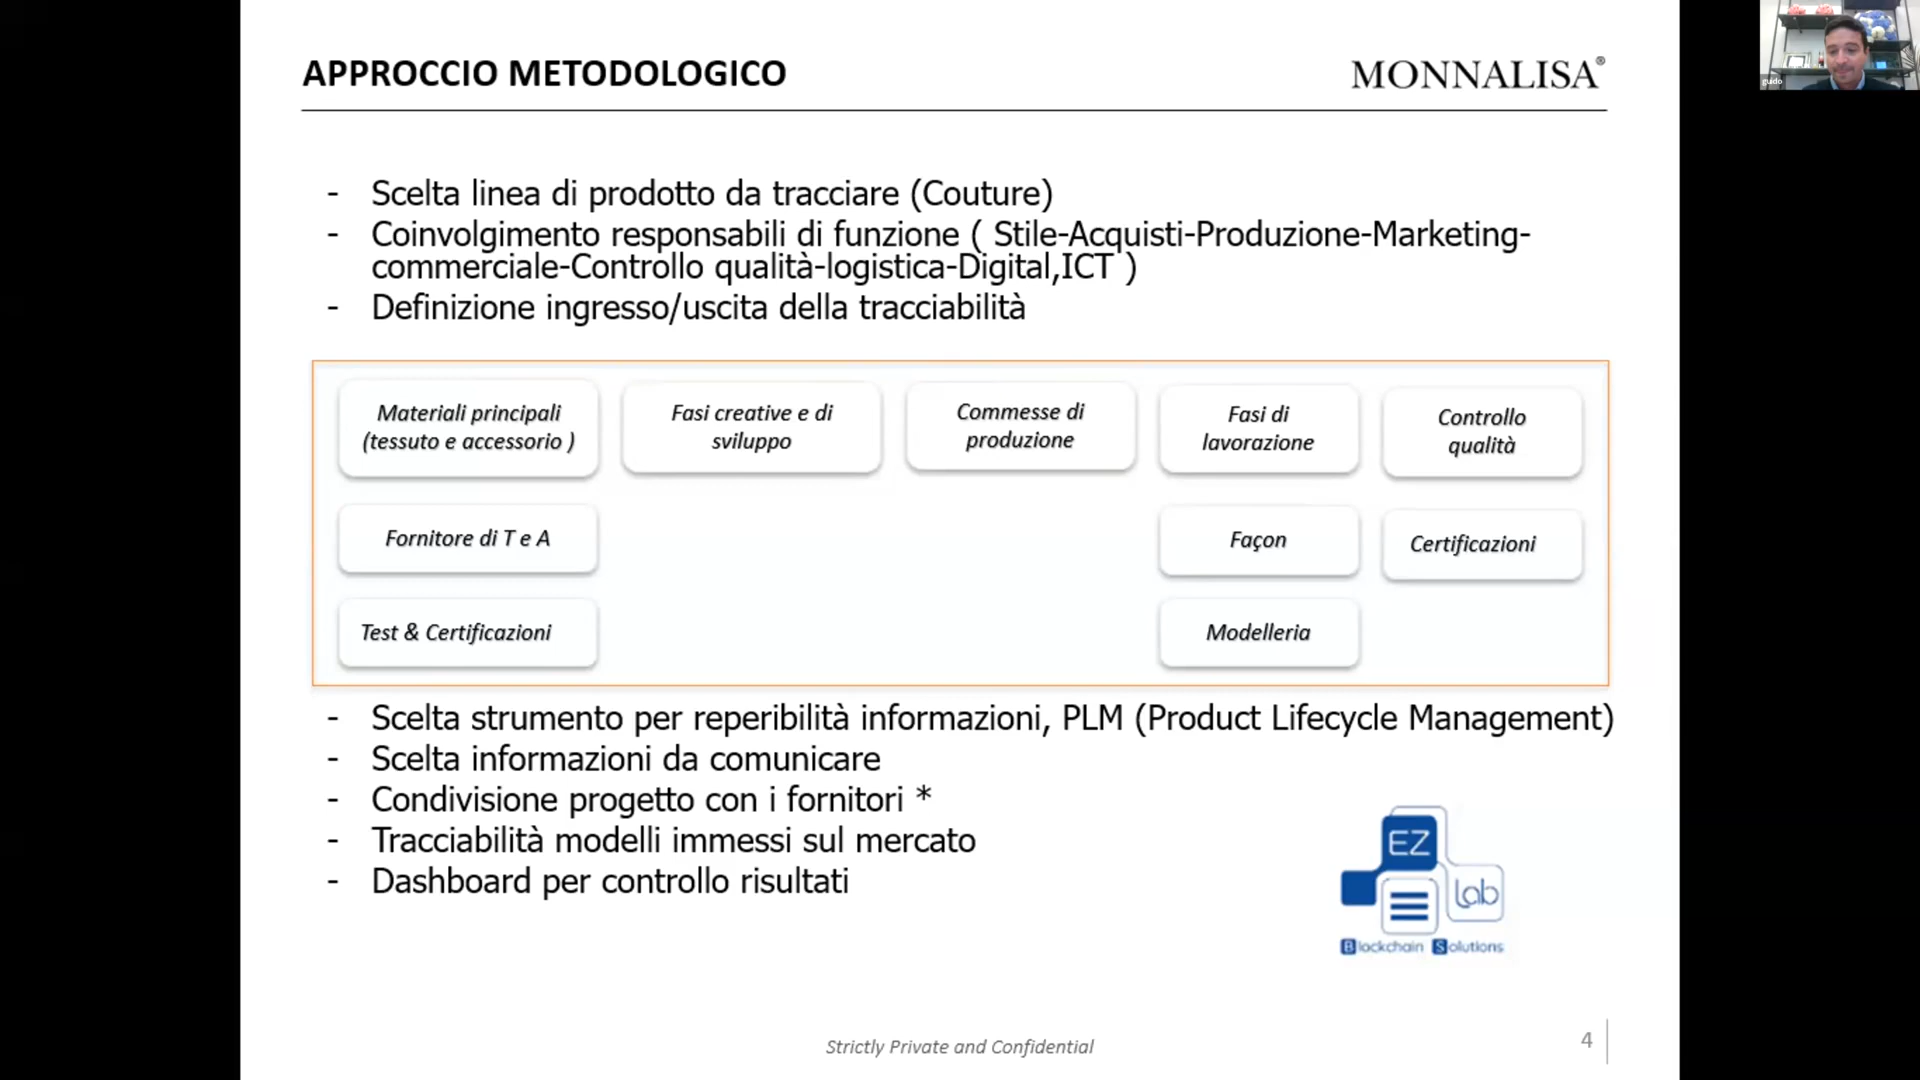 APPROCCIO METODOLOGICO
MONNALISA®
guido
- Scelta linea di prodotto da tracciare (Couture)
- Coinvolgimento responsabili di funzione ( Stile-Acquisti-Produzione-Marketing-
commerciale-Controllo qualità-logistica-Digital,ICT )
- Definizione ingresso/uscita della tracciabilità
Materiali principali
(tessuto e accessorio )
Fasi creative e di
sviluppo
Commesse di
produzione
Fasi di
lavorazione
Controllo
qualità
Fornitore di T e A
Façon
Certificazioni
Test & Certificazioni
Modelleria
- Scelta strumento per reperibilità informazioni, PLM (Product Lifecycle Management)
- Scelta informazioni da comunicare
- Condivisione progetto con i fornitori *
- Tracciabilità modelli immessi sul mercato
- Dashboard per controllo risultati
EZ
Lab
Blockchain Solutions
Strictly Private and Confidential
4